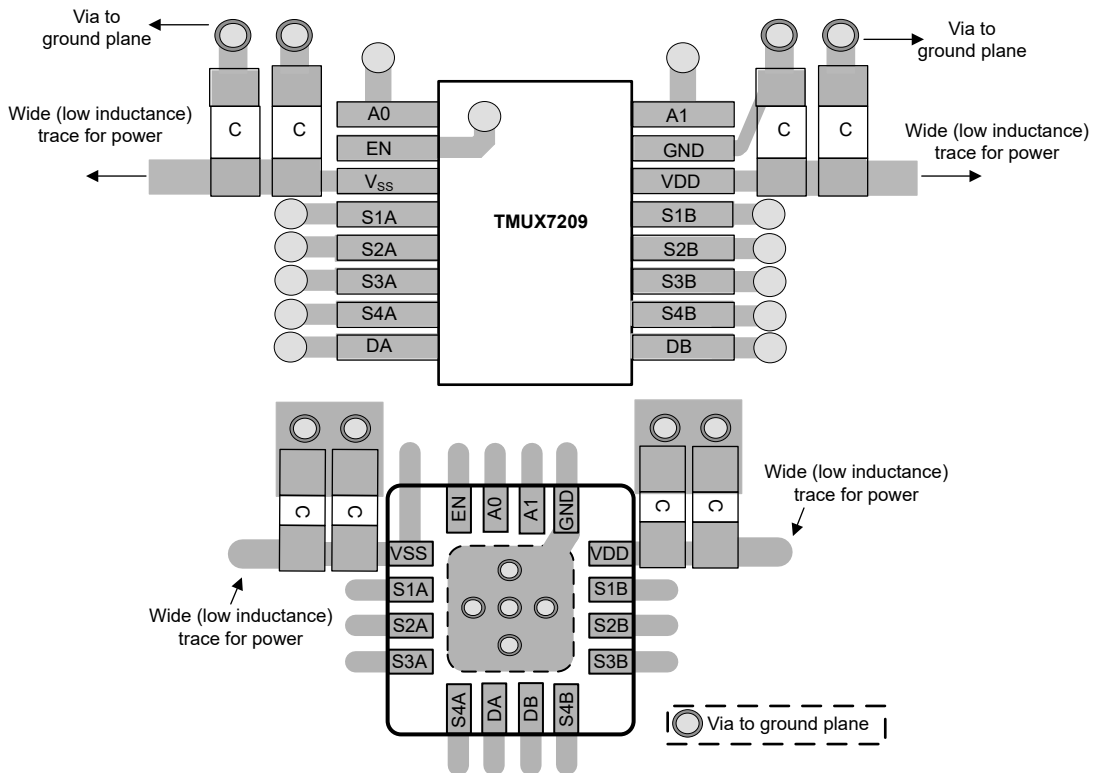 Via to
ground plane
Via to
ground plane
Wide (low inductance)
trace for power
C
C
C
C
Wide (low inductance)
trace for power
A0
EN
VSS
S1A
S2A
S3A
S4A
DA
TMUX7209
A1
GND
VDD
S1B
S2B
S3B
S4B
DB
C
C
C
C
Wide (low inductance)
trace for power
EN
A0
A1
GND
VSS
S1A
S2A
S3A
VDD
S1B
S2B
S3B
Wide (low inductance)
trace for power
S4A
DA
DB
S4B
Via to ground plane